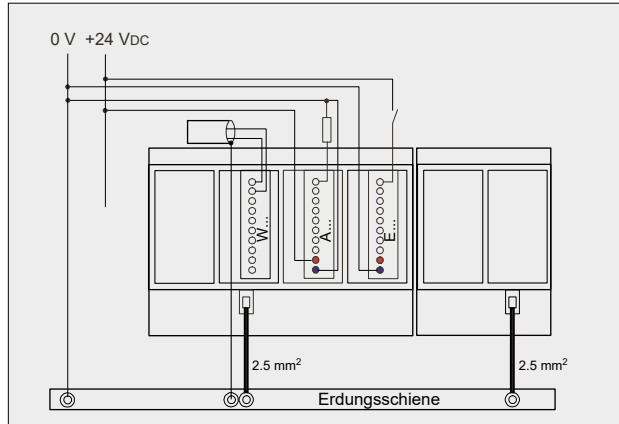 0 V +24 VDC
W...
A...
E...
2.5 mm²
2.5 mm²
Erdungsschiene